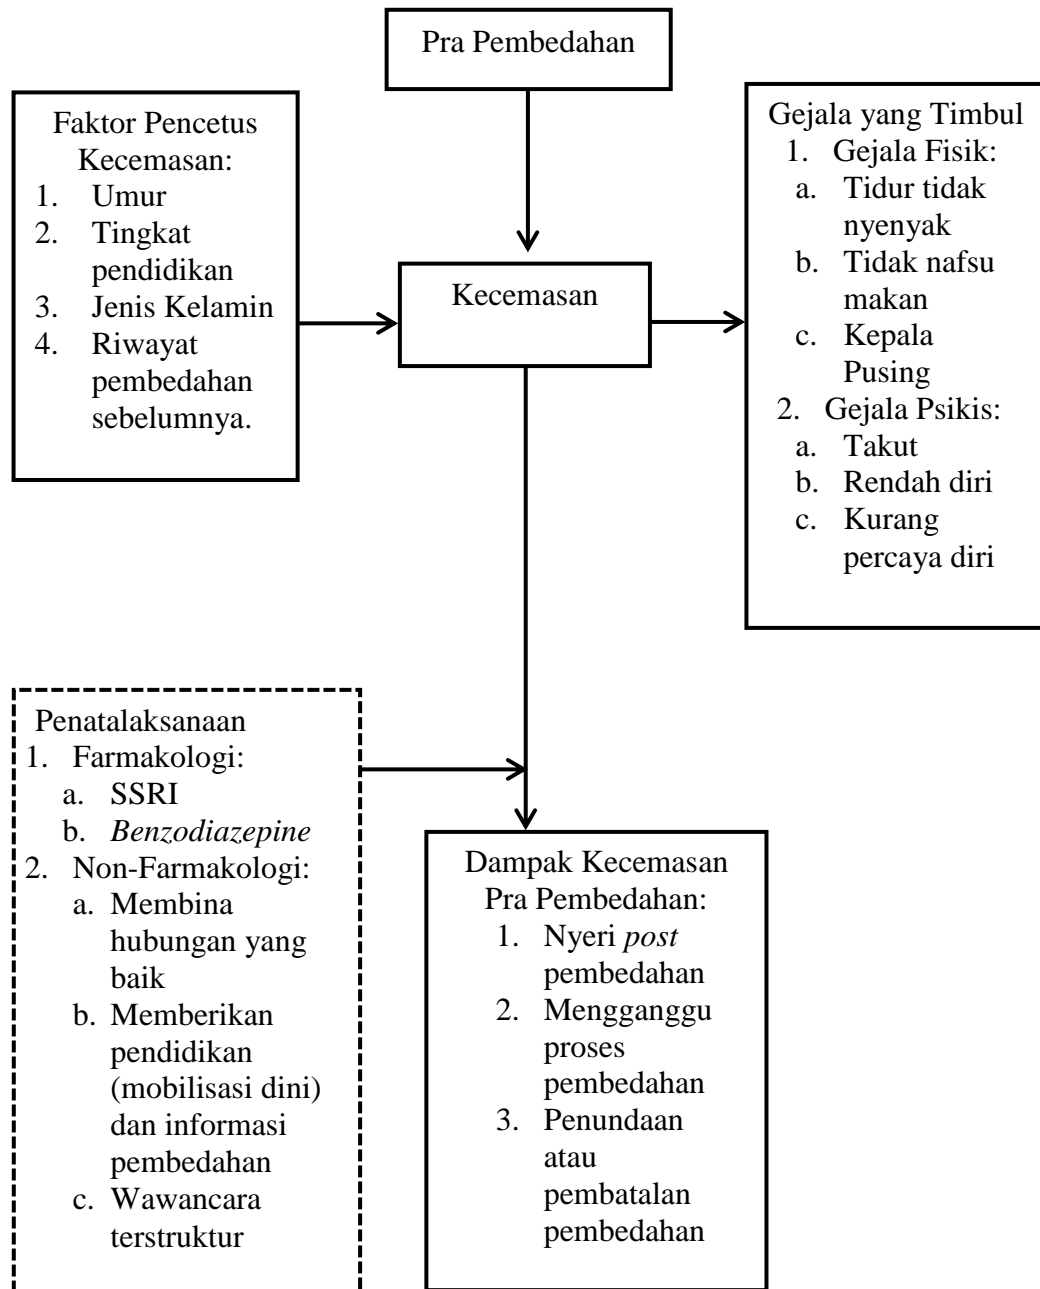 Pra Pembedahan
Faktor Pencetus
Kecemasan:
1. Umur
2. Tingkat
pendidikan
3. Jenis Kelamin
4. Riwayat
pembedahan
sebelumnya.
Kecemasan
Gejala yang Timbul
1. Gejala Fisik:
a. Tidur tidak
nyenyak
b. Tidak nafsu
makan
c. Kepala
Pusing
2. Gejala Psikis:
a. Takut
b. Rendah diri
c. Kurang
percaya diri
Penatalaksanaan
1. Farmakologi:
a. SSRI
b. Benzodiazepine
2. Non-Farmakologi:
a. Membina
hubungan yang
baik
b. Memberikan
pendidikan
(mobilisasi dini)
dan informasi
pembedahan
c. Wawancara
terstruktur
Dampak Kecemasan
Pra Pembedahan:
1. Nyeri post
pembedahan
2. Mengganggu
proses
pembedahan
3. Penundaan
atau
pembatalan
pembedahan